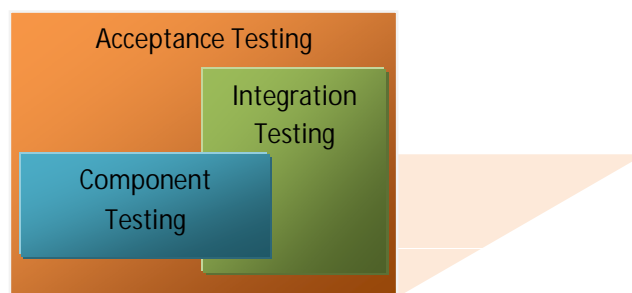 Acceptance Testing
Integration
Testing
Component
Testing